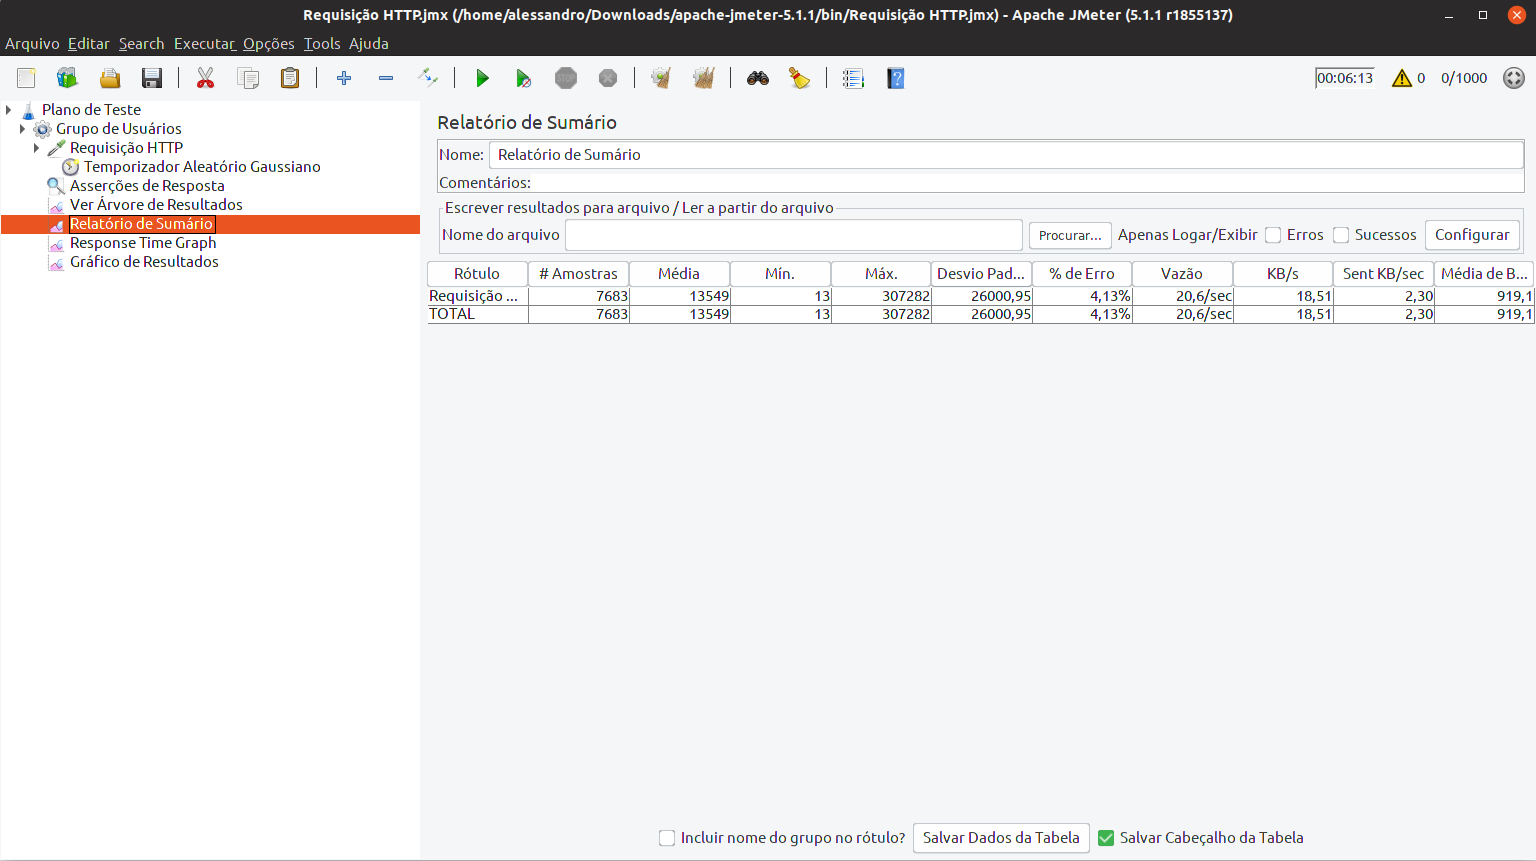 Requisição HTTP.jmx (/home/alessandro/Downloads/apache-jmeter-5.1.1/bin/Requisição HTTP.jmx) - Apache JMeter (5.1.1 r1855137)
Arquivo Editar Search Executar Opções Tools Ajuda
STOP 00:06:13 0 0/1000
Plano de Teste
Grupo de Usuários
Requisição HTTP
Temporizador Aleatório Gaussiano
Asserções de Resposta
Ver Árvore de Resultados
Relatório de Sumário
Response Time Graph
Gráfico de Resultados
Relatório de Sumário
Nome: Relatório de Sumário
Comentários:
Escrever resultados para arquivo / Ler a partir do arquivo
Nome do arquivo Procurar... Apenas Logar/Exibir Erros Sucessos Configurar
Rótulo # Amostras Média Mín. Máx. Desvio Pad... % de Erro Vazão KB/s Sent KB/sec Média de B...
Requisição ... 7683 13549 13 307282 26000,95 4,13% 20,6/sec 18,51 2,30 919,1
TOTAL 7683 13549 13 307282 26000,95 4,13% 20,6/sec 18,51 2,30 919,1
Incluir nome do grupo no rótulo? Salvar Dados da Tabela Salvar Cabeçalho da Tabela